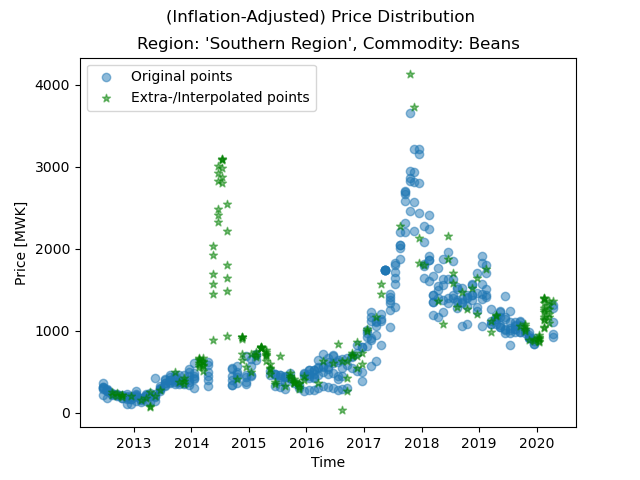 (Inflation-Adjusted) Price Distribution
Region: 'Southern Region', Commodity: Beans
Original points
Extra-/Interpolated points
Price [MWK]
4000
3000
2000
1000
0
2013 2014 2015 2016 2017 2018 2019 2020
Time